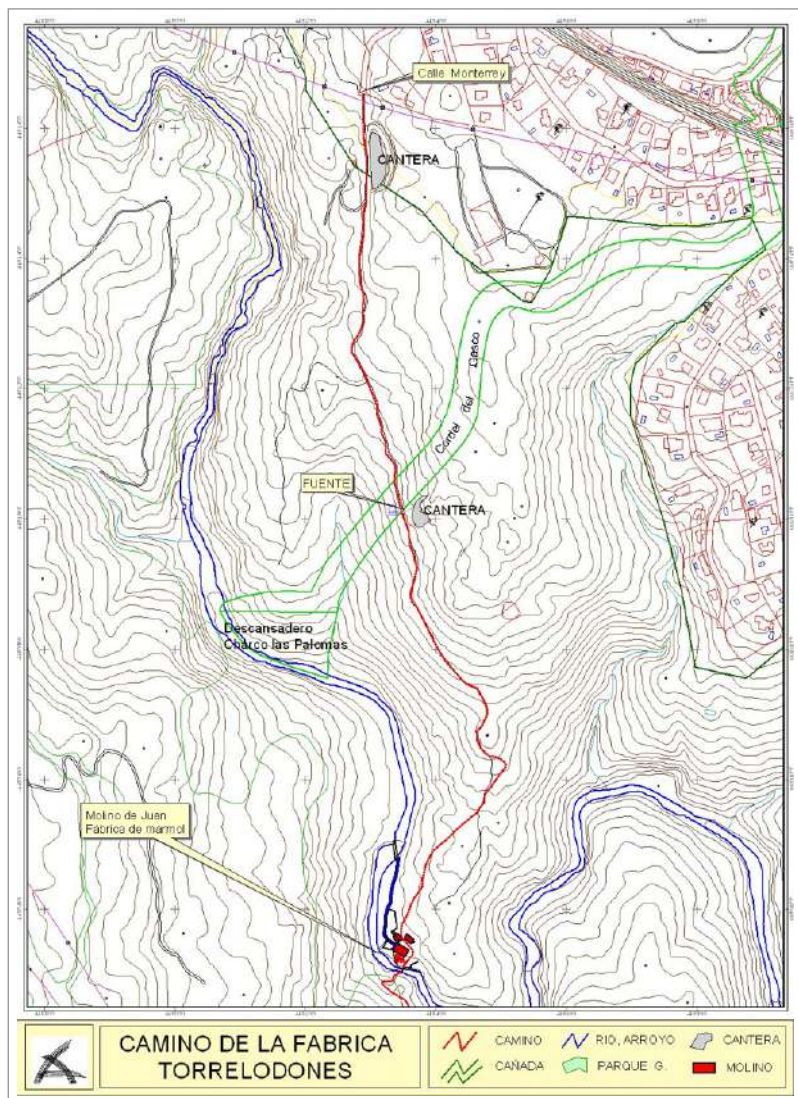 Calle Monterrey
CANTERA
Cordel del Gasco
FUENTE
CANTERA
Descansadero
Charco las Palomas
Molino de Juan
Fabrica de marmol
CAMINO DE LA FABRICA
TORRELODONES
CAMINO
RIO, ARROYO
CANTERA
CAÑADA
PARQUE G.
MOLINO